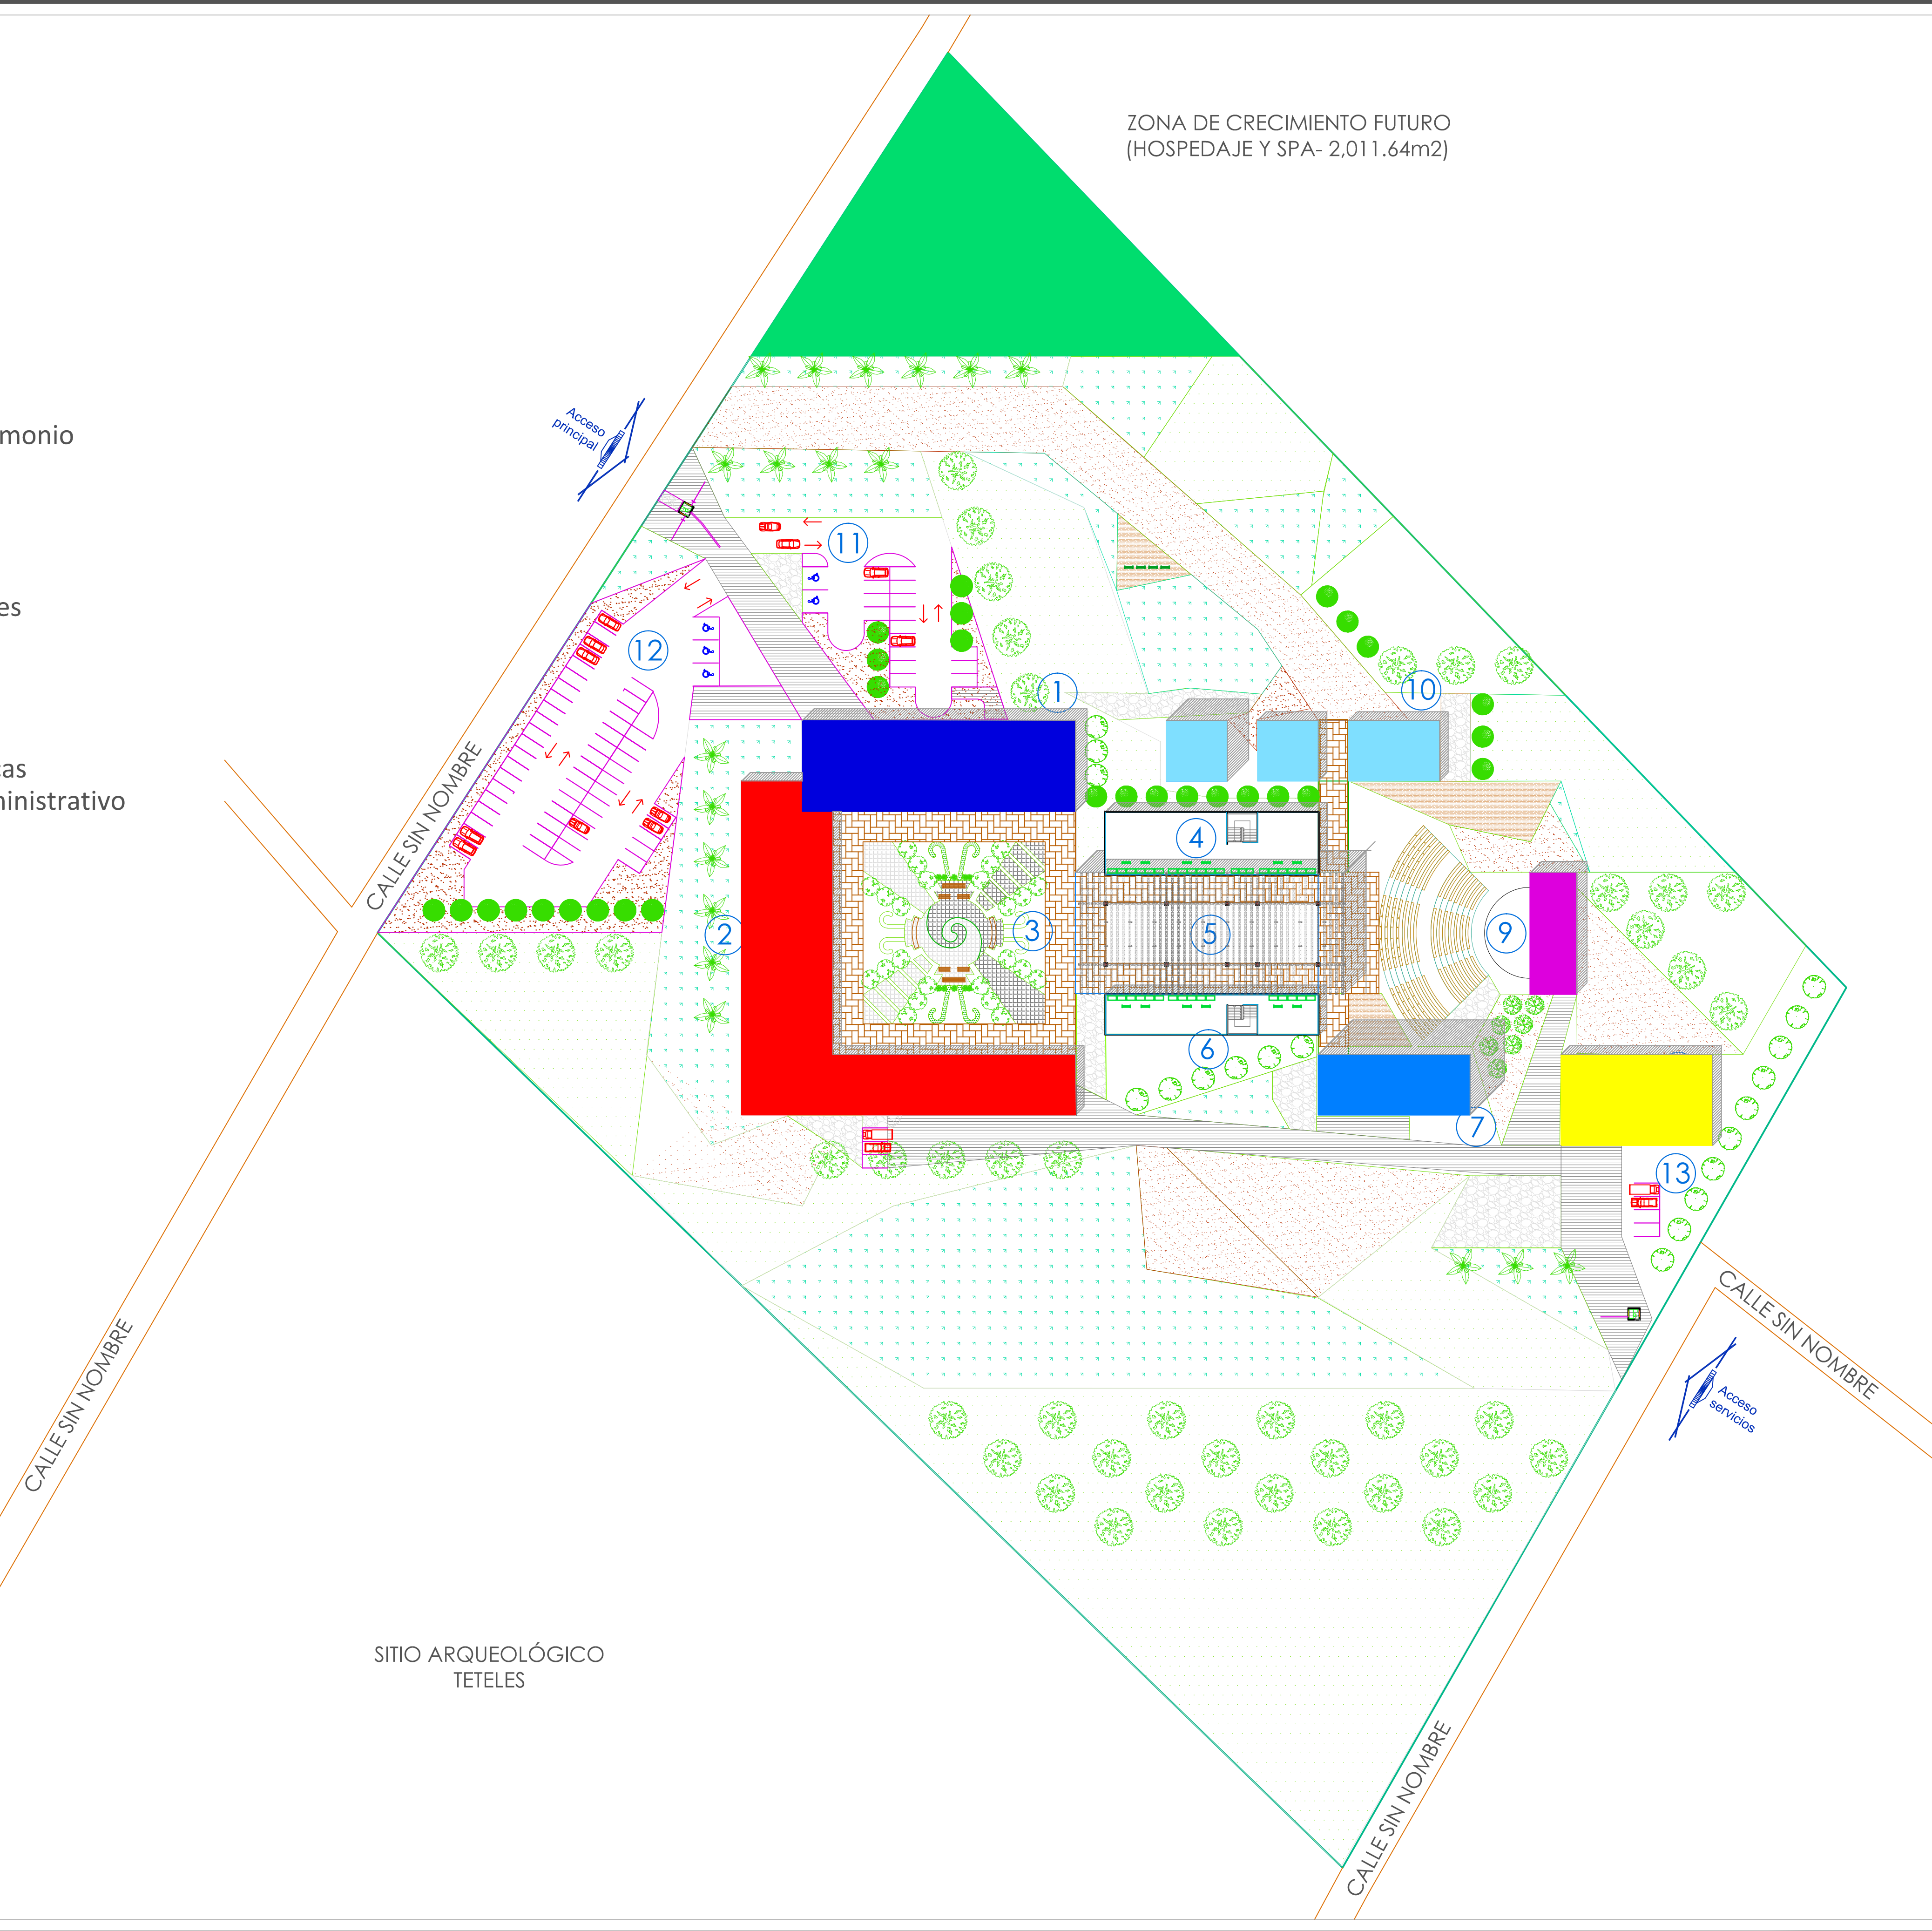 ZONA DE CRECIMIENTO FUTURO
(HOSPEDAJE Y SPA- 2,011.64m2)
Acceso
principal
monio
es
as
ministrativo
11
12
1
10
CALLE SIN NOMBRE
4
2
3
5
9
6
7
13
CALLE SIN NOMBRE
CALLE SIN NOMBRE
Acceso
servicios
SITIO ARQUEOLÓGICO
TETELES
CALLE SIN NOMBRE